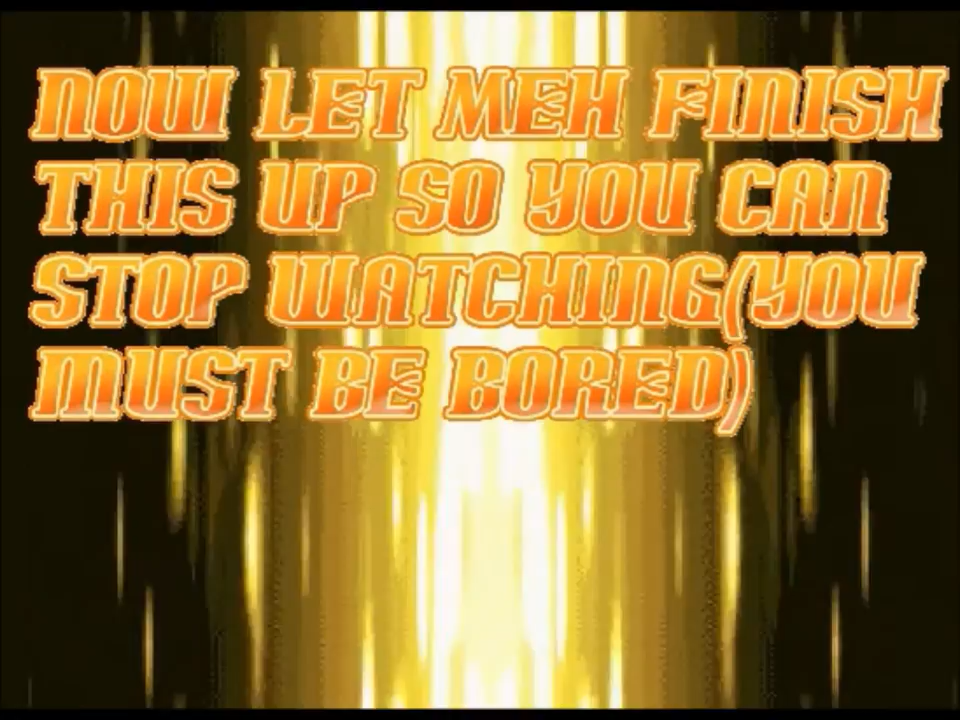 NOW LET MEH FINISH
THIS UP SO YOU CAN
STOP WATCHING(YOU
MUST BE BORED)